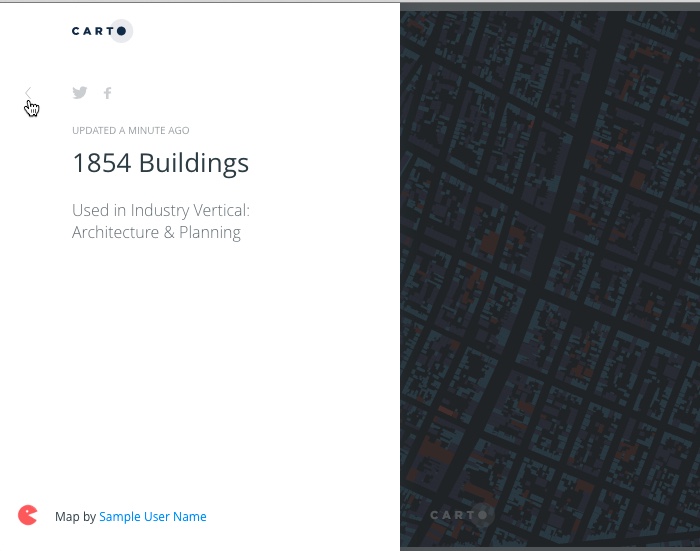 CARTO
UPDATED A MINUTE AGO
1854 Buildings
Used in Industry Vertical:
Architecture & Planning
Map by Sample User Name
CARTO